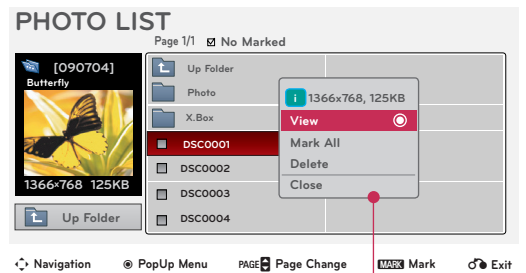 PHOTO LIST
Page 1/1 No Marked
[090704]
Butterfly
1366×768 125KB
Up Folder
Up Folder
Photo
X.Box
DSC0001
DSC0002
DSC0003
DSC0004
i 1366x768, 125KB
View
Mark All
Delete
Close
Navigation PopUp Menu PAGE Page Change MARK Mark Exit